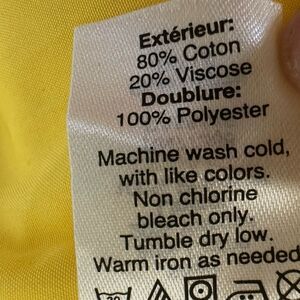 Extérieur:
80% Coton
20% Viscose
Doublure:
100% Polyester
Machine wash cold,
with like colors.
Non chlorine
bleach only.
Tumble dry low.
Warm iron as needed